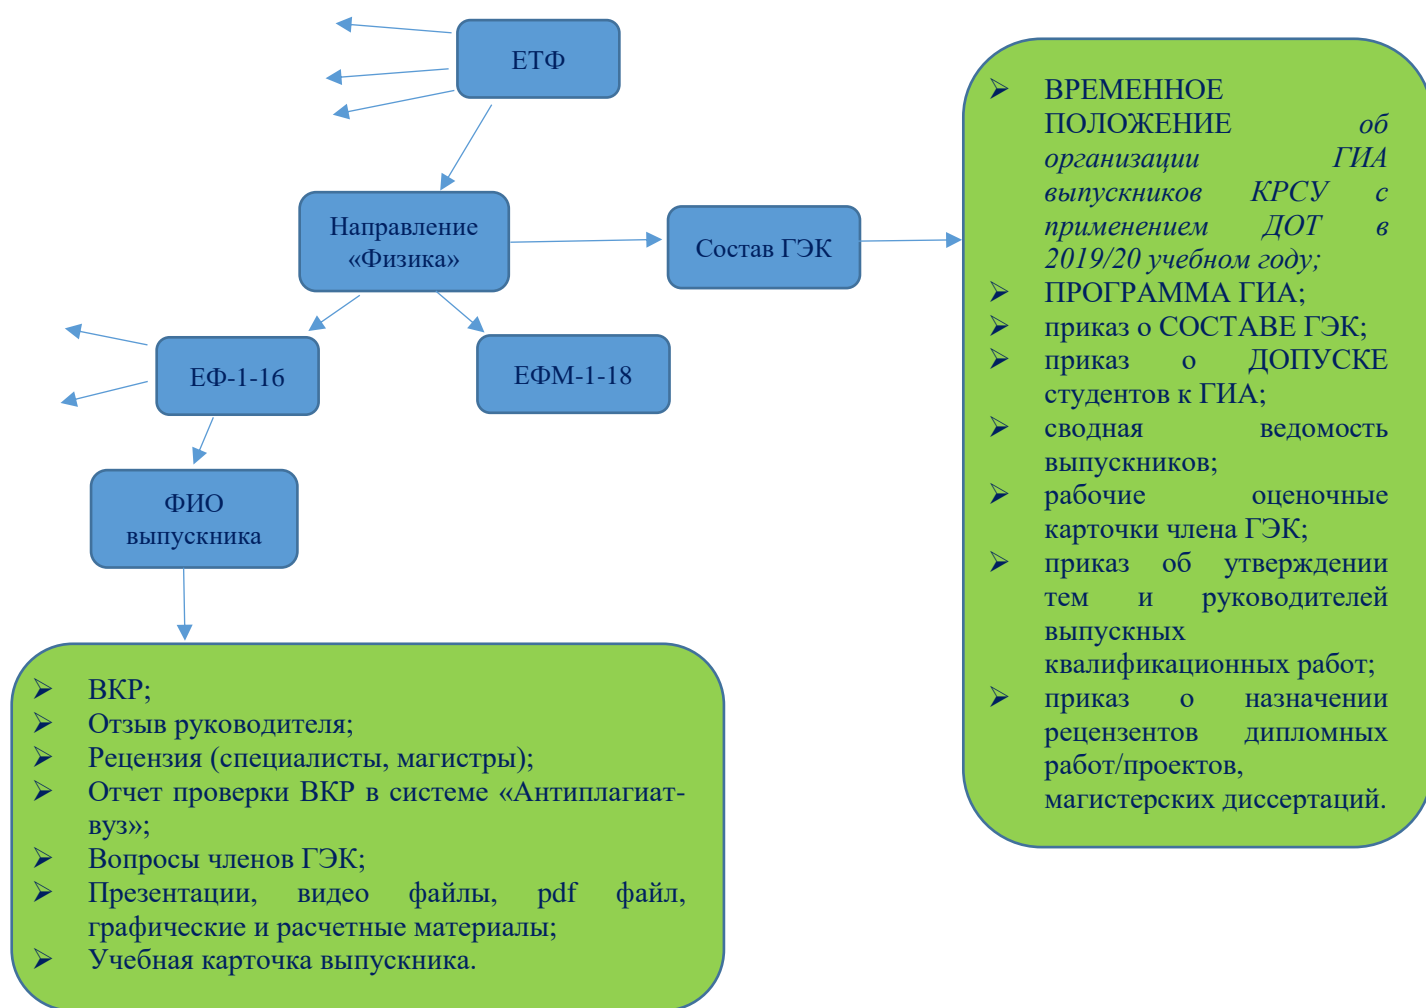 ЕТФ
Направление
«Физика»
Состав ГЭК
ЕФ-1-16
ЕФМ-1-18
ФИО
выпускника
➢ ВКР;
➢ Отзыв руководителя;
➢ Рецензия (специалисты, магистры);
➢ Отчет проверки ВКР в системе «Антиплагиат-
вуз»;
➢ Вопросы членов ГЭК;
➢ Презентации, видео файлы, pdf файл,
графические и расчетные материалы;
➢ Учебная карточка выпускника.
➢ ВРЕМЕННОЕ
ПОЛОЖЕНИЕ об
организации ГИА
выпускников КРСУ с
применением ДОТ в
2019/20 учебном году;
➢ ПРОГРАММА ГИА;
➢ приказ о СОСТАВЕ ГЭК;
➢ приказ о ДОПУСКЕ
студентов к ГИА;
➢ сводная ведомость
выпускников;
➢ рабочие оценочные
карточки члена ГЭК;
➢ приказ об утверждении
тем и руководителей
выпускных
квалификационных работ;
➢ приказ о назначении
рецензентов дипломных
работ/проектов,
магистерских диссертаций.